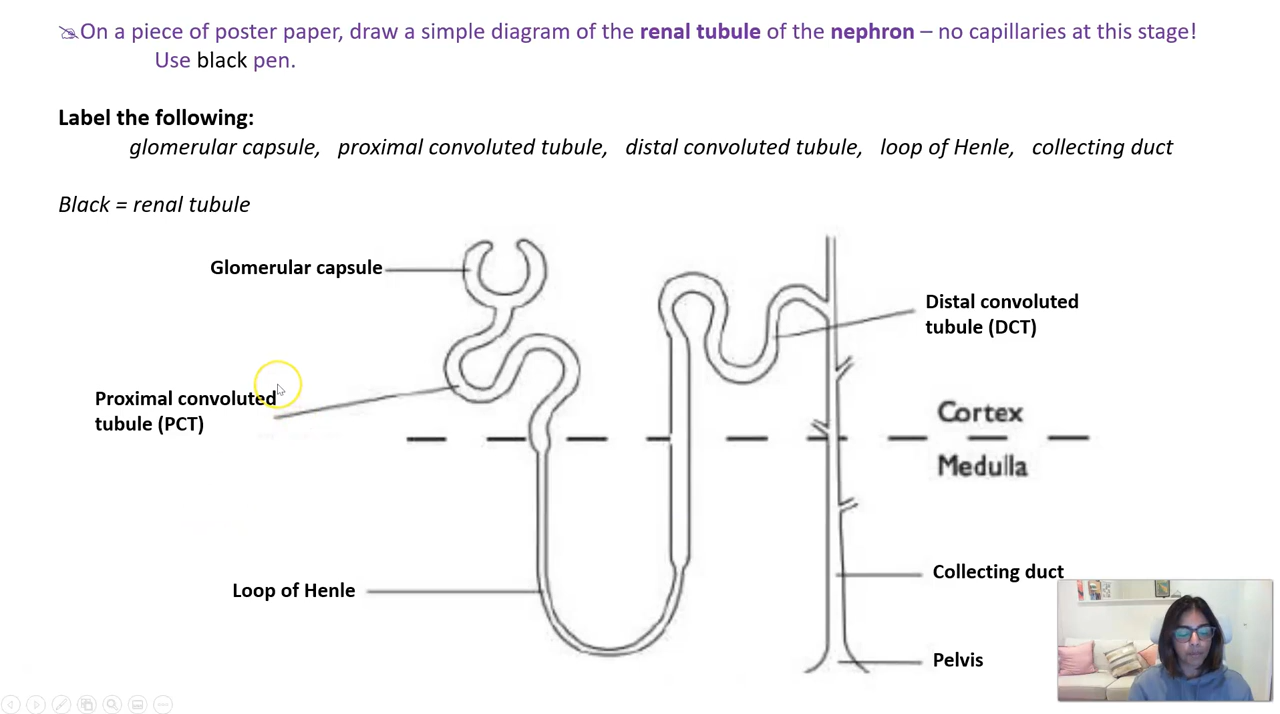 On a piece of poster paper, draw a simple diagram of the renal tubule of the nephron – no capillaries at this stage!
Use black pen.
Label the following:
glomerular capsule, proximal convoluted tubule, distal convoluted tubule, loop of Henle, collecting duct
Black = renal tubule
Glomerular capsule
Distal convoluted
tubule (DCT)
Proximal convoluted
tubule (PCT)
Cortex
Medulla
Collecting duct
Loop of Henle
Pelvis